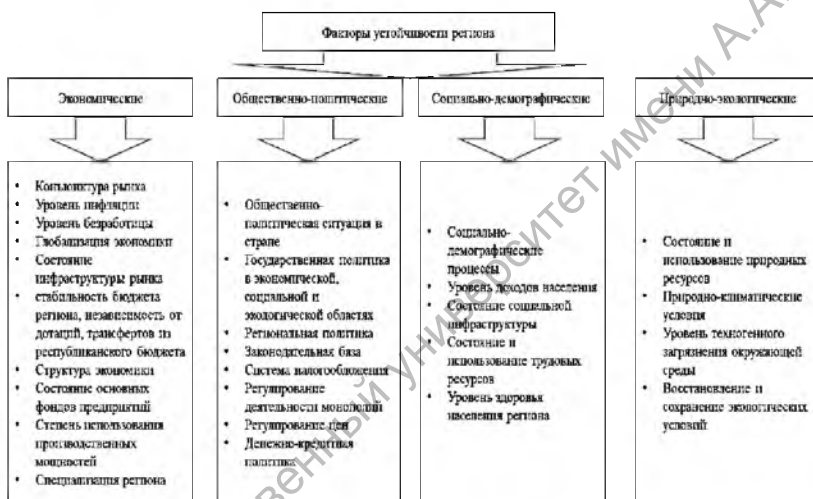 Факторы устойчивости региона
Экономические
Общественно-политические
Социально-демографические
Природно-экологические
• Конъюнктура рынка
• Уровень инфляции
• Уровень безработицы
• Глобализация экономики
• Состояние
инфраструктуры рынка
• стабильность бюджета
региона, независимость от
дотаций, трансфертов из
республиканского бюджета
• Структура экономики
• Состояние основных
фондов предприятий
• Степень использования
производственных
мощностей
• Специализация региона
• Общественно-
политическая ситуация в
стране
• Государственная политика
в экономической,
социальной и
экологической областях
• Региональная политика
• Законодательная база
• Система налогообложения
• Регулирование
деятельности монополий
• Регулирование цен
• Денежно-кредитная
политика
• Социально-
демографические
процессы
• Уровень доходов населения
• Состояние социальной
инфраструктуры
• Состояние и
использование трудовых
ресурсов
• Уровень здоровья
населения региона
• Состояние и
использование природных
ресурсов
• Природно-климатические
условия
• Уровень техногенного
загрязнения окружающей
среды
• Восстановление и
сохранение экологических
условий
университет имени А.А.